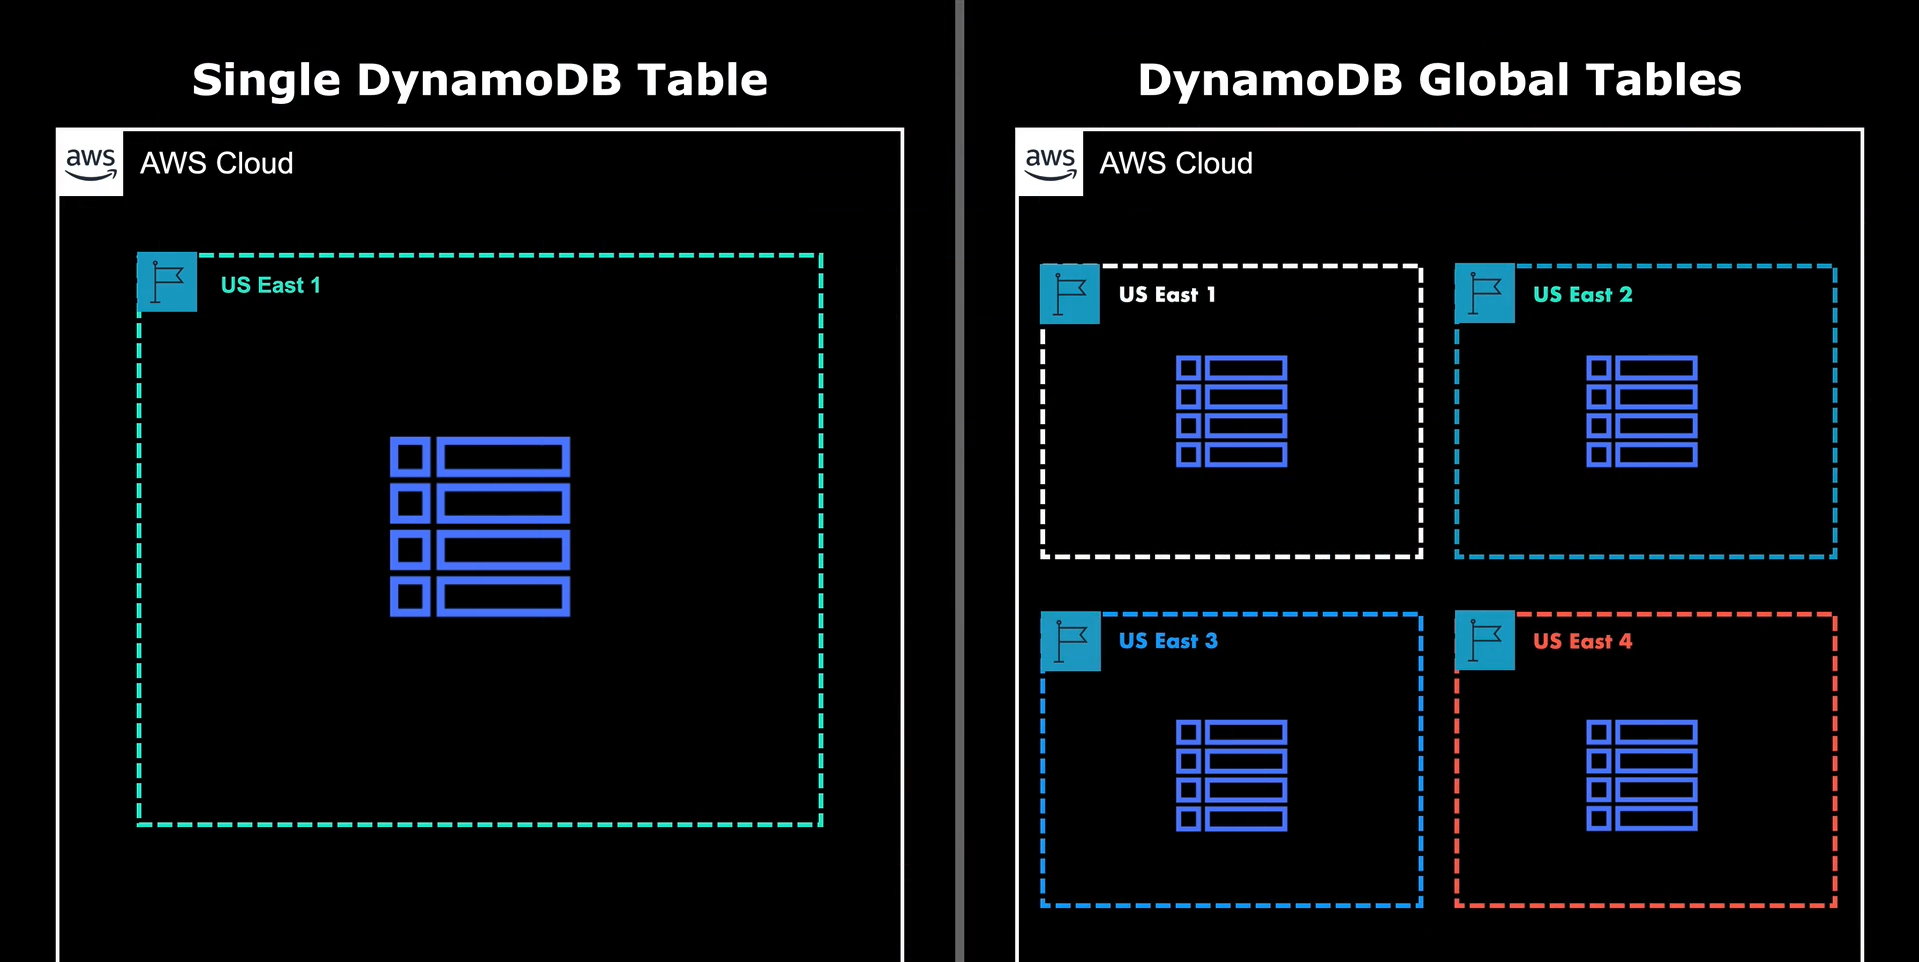 Single DynamoDB Table
aws
AWS Cloud
US East 1
DynamoDB Global Tables
aws
AWS Cloud
US East 1
US East 2
US East 3
US East 4